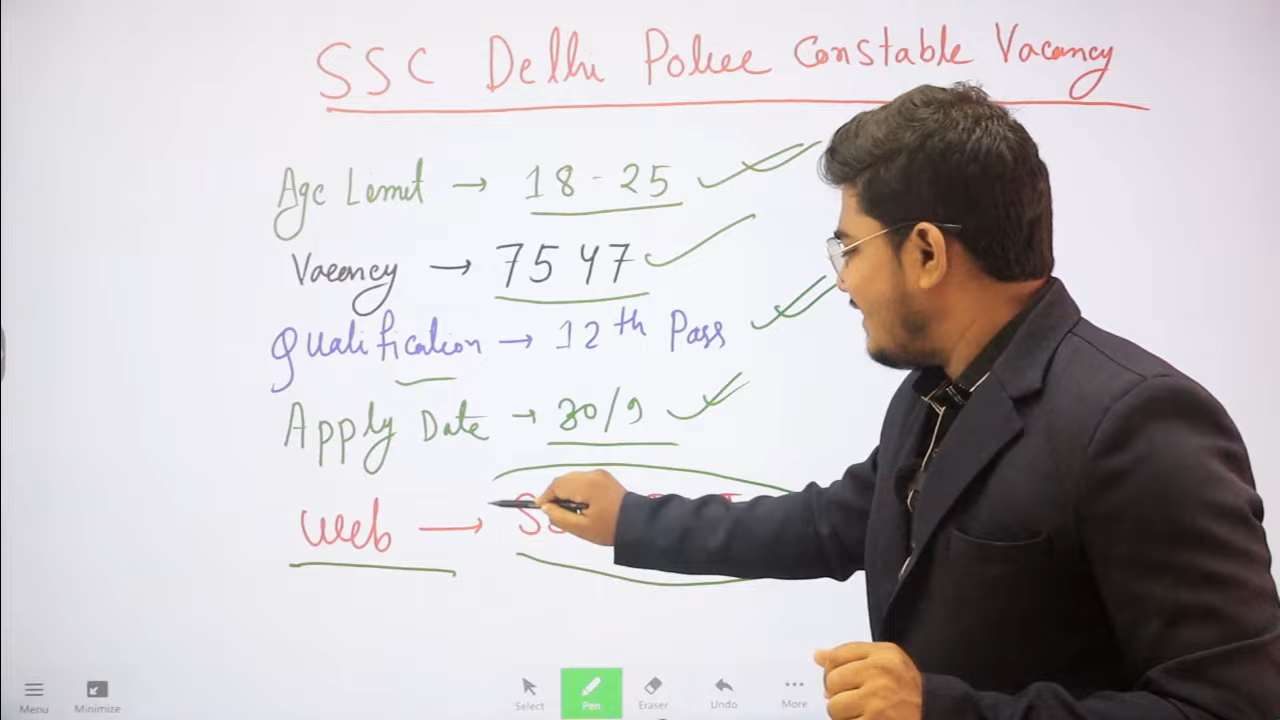 SSC Delhi Police Constable Vacancy
Age Limit → 18 - 25
Vacancy → 7547
Qualification → 12th Pass
Apply Date → 30/9
Web →
Menu
Minimize
Select
Pen
Eraser
Undo
More